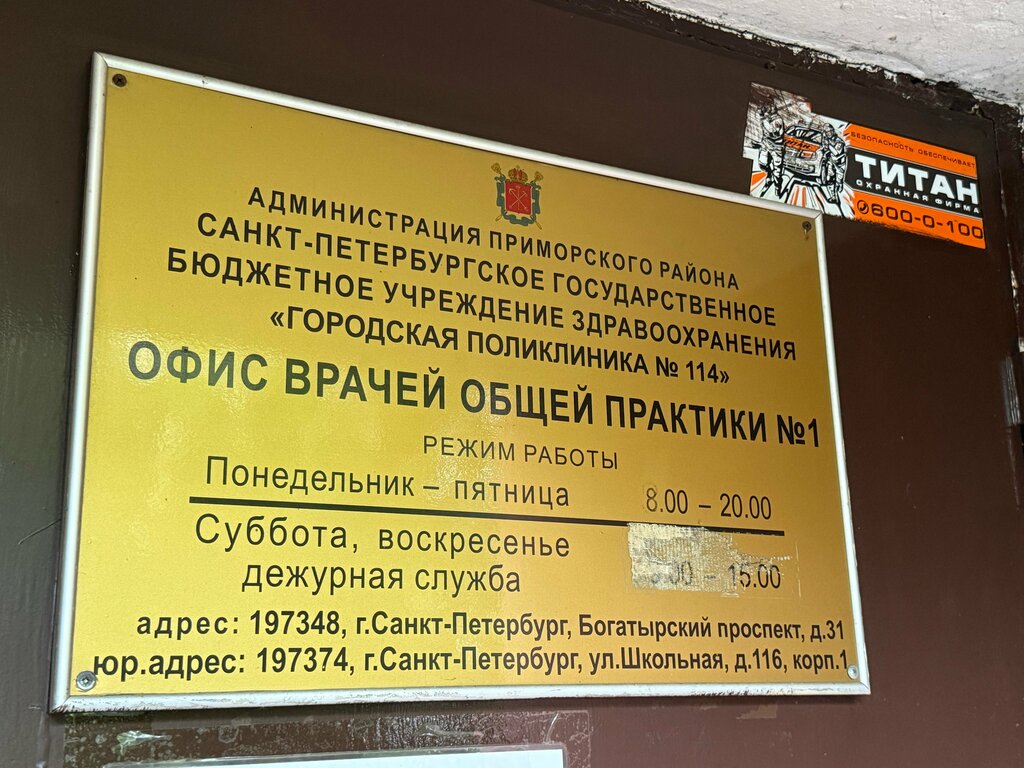 АДМИНИСТРАЦИЯ ПРИМОРСКОГО РАЙОНА
САНКТ-ПЕТЕРБУРГСКОЕ ГОСУДАРСТВЕННОЕ
БЮДЖЕТНОЕ УЧРЕЖДЕНИЕ ЗДРАВООХРАНЕНИЯ
«ГОРОДСКАЯ ПОЛИКЛИНИКА № 114»
ОФИС ВРАЧЕЙ ОБЩЕЙ ПРАКТИКИ №1
РЕЖИМ РАБОТЫ
Понедельник – пятница 8.00 – 20.00
Суббота, воскресенье
дежурная служба – 15.00
адрес: 197348, г.Санкт-Петербург, Богатырский проспект, д.31
юр.адрес: 197374, г.Санкт-Петербург, ул.Школьная, д.116, корп.1
БЕЗОПАСНОСТЬ ОБЕСПЕЧИВАЕТ
ТИТАН
ОХРАННАЯ ФИРМА
600-0-100
ТИТАН